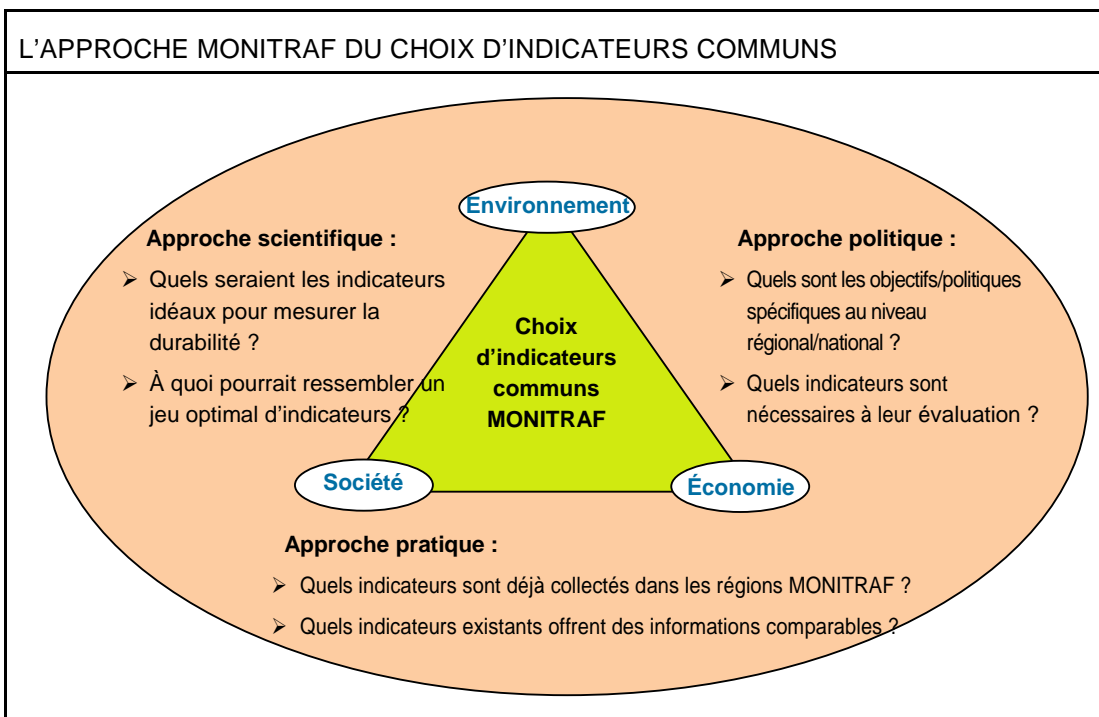 L'APPROCHE MONITRAF DU CHOIX D'INDICATEURS COMMUNS
Environnement
Approche scientifique :
➢ Quels seraient les indicateurs
idéaux pour mesurer la
durabilité ?
➢ À quoi pourrait ressembler un
jeu optimal d'indicateurs ?
Approche politique :
➢ Quels sont les objectifs/politiques
spécifiques au niveau
régional/national ?
➢ Quels indicateurs sont
nécessaires à leur évaluation ?
Choix
d'indicateurs
communs
MONITRAF
Société
Économie
Approche pratique :
➢ Quels indicateurs sont déjà collectés dans les régions MONITRAF ?
➢ Quels indicateurs existants offrent des informations comparables ?